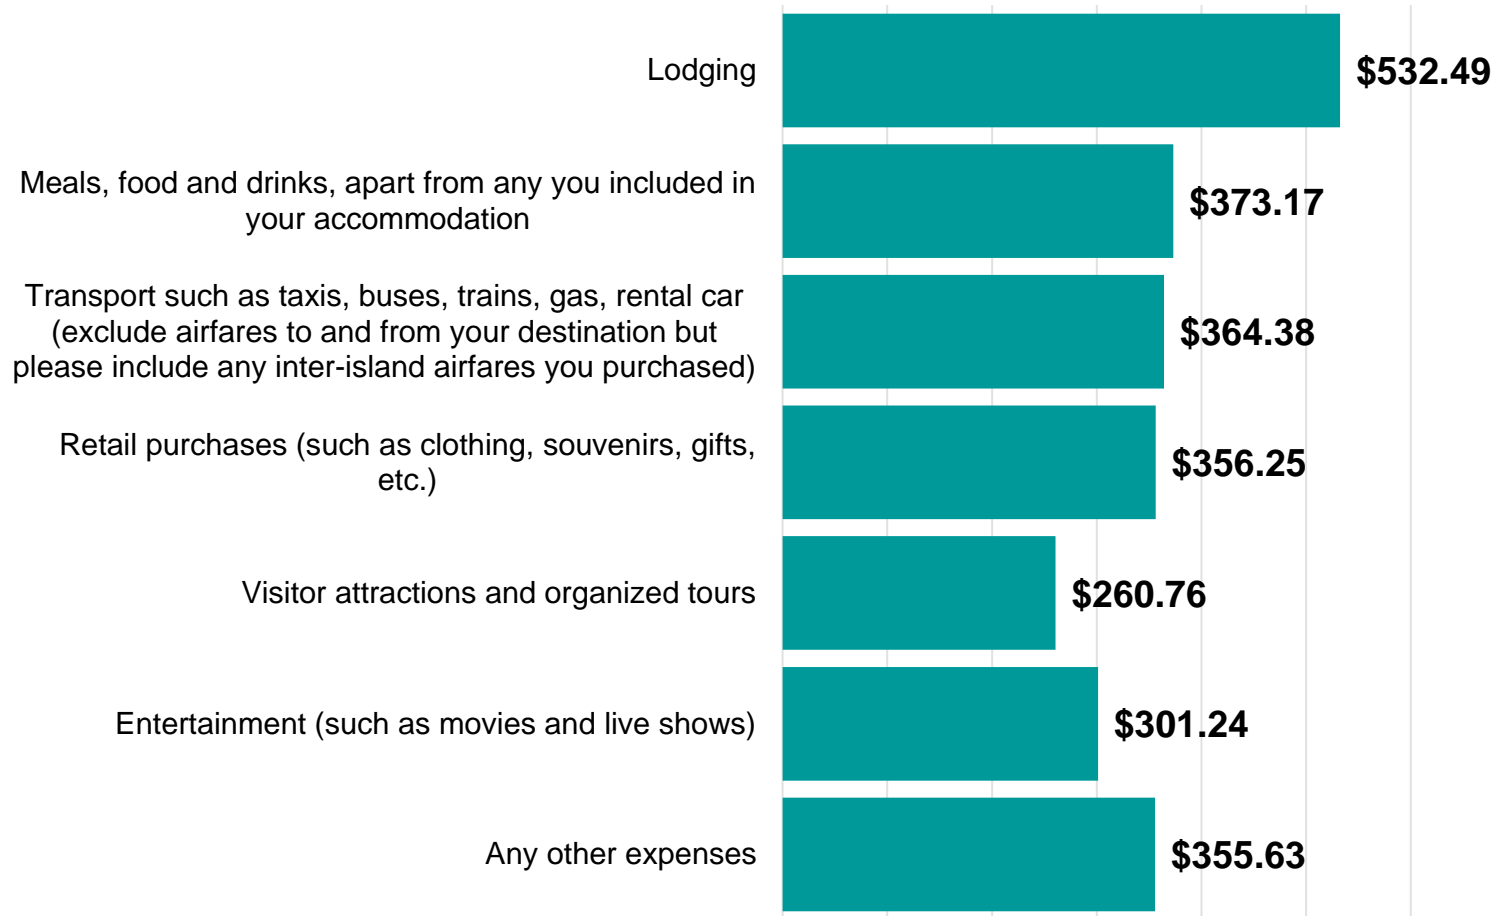 Lodging
$532.49
Meals, food and drinks, apart from any you included in
your accommodation
$373.17
Transport such as taxis, buses, trains, gas, rental car
(exclude airfares to and from your destination but
please include any inter-island airfares you purchased)
$364.38
Retail purchases (such as clothing, souvenirs, gifts,
etc.)
$356.25
Visitor attractions and organized tours
$260.76
Entertainment (such as movies and live shows)
$301.24
Any other expenses
$355.63